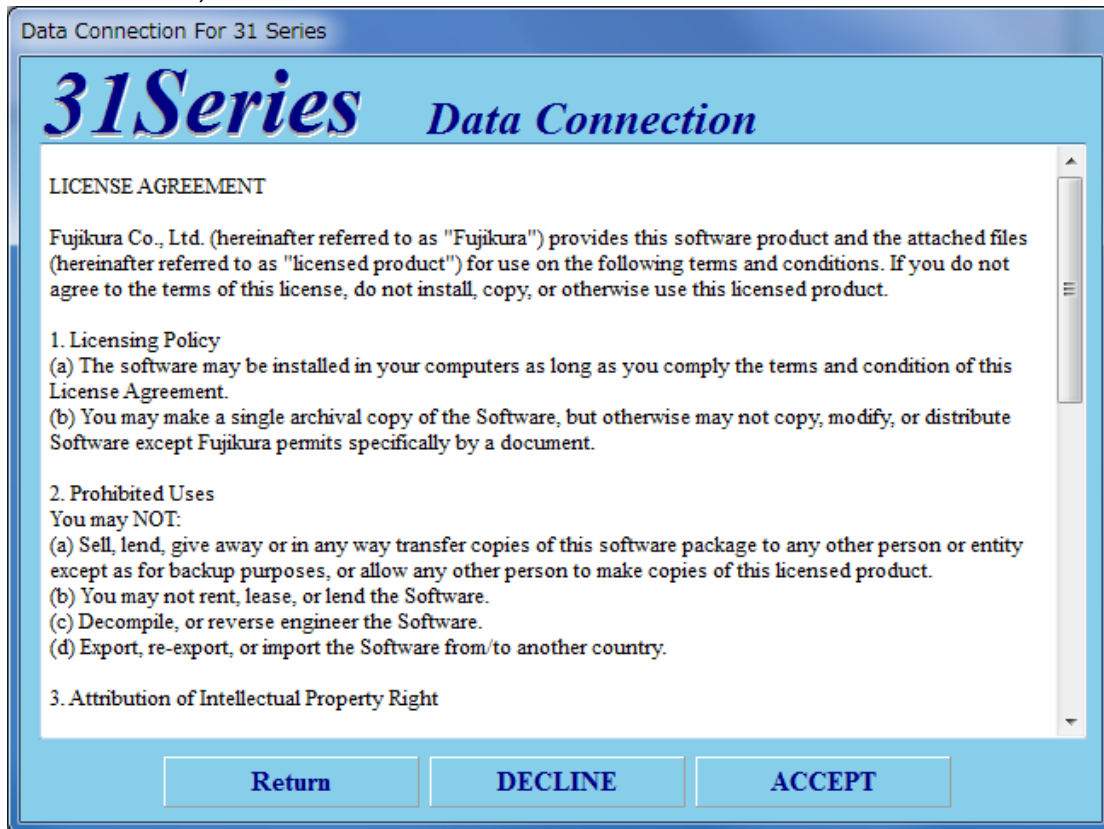 Data Connection For 31 Series
31Series Data Connection
LICENSE AGREEMENT
Fujikura Co., Ltd. (hereinafter referred to as "Fujikura") provides this software product and the attached files
(hereinafter referred to as "licensed product") for use on the following terms and conditions. If you do not
agree to the terms of this license, do not install, copy, or otherwise use this licensed product.
1. Licensing Policy
(a) The software may be installed in your computers as long as you comply the terms and condition of this
License Agreement.
(b) You may make a single archival copy of the Software, but otherwise may not copy, modify, or distribute
Software except Fujikura permits specifically by a document.
2. Prohibited Uses
You may NOT:
(a) Sell, lend, give away or in any way transfer copies of this software package to any other person or entity
except as for backup purposes, or allow any other person to make copies of this licensed product.
(b) You may not rent, lease, or lend the Software.
(c) Decompile, or reverse engineer the Software.
(d) Export, re-export, or import the Software from/to another country.
3. Attribution of Intellectual Property Right
Return DECLINE ACCEPT